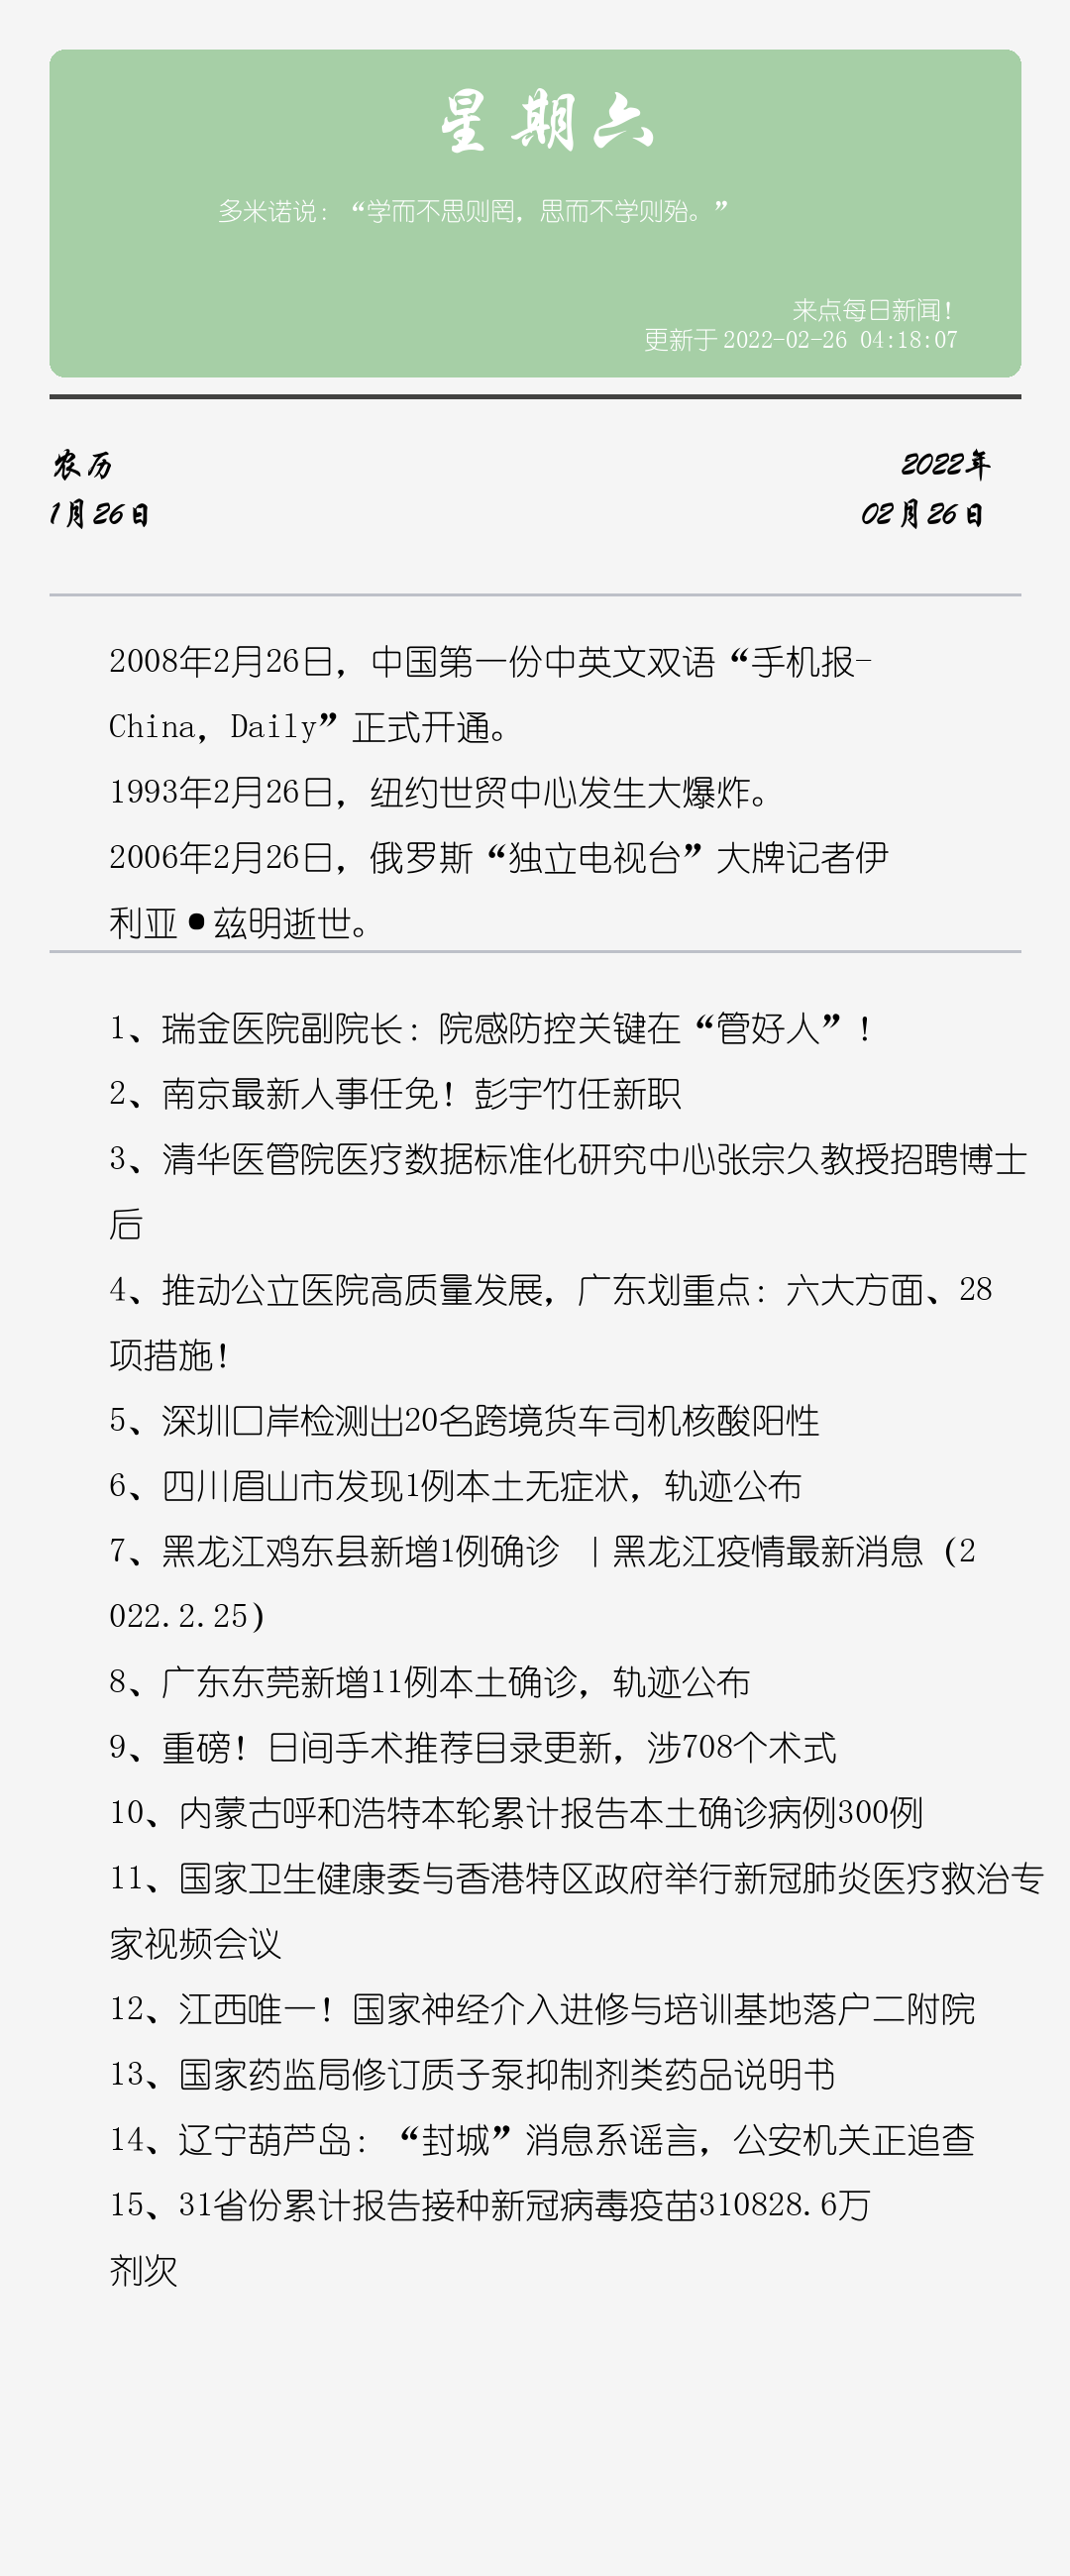 星期六
多米诺说：“学而不思则罔，思而不学则殆。”
来点每日新闻！
更新于 2022-02-26 04:18:07
农历
2022年
1月26日
02月26日
2008年2月26日，中国第一份中英文双语“手机报-
China，Daily”正式开通。
1993年2月26日，纽约世贸中心发生大爆炸。
2006年2月26日，俄罗斯“独立电视台”大牌记者伊
利亚•兹明逝世。
1、瑞金医院副院长：院感防控关键在“管好人”！
2、南京最新人事任免！彭宇竹任新职
3、清华医管院医疗数据标准化研究中心张宗久教授招聘博士
后
4、推动公立医院高质量发展，广东划重点：六大方面、28
项措施！
5、深圳口岸检测出20名跨境货车司机核酸阳性
6、四川眉山市发现1例本土无症状，轨迹公布
7、黑龙江鸡东县新增1例确诊 ｜黑龙江疫情最新消息（2
022.2.25）
8、广东东莞新增11例本土确诊，轨迹公布
9、重磅！日间手术推荐目录更新，涉708个术式
10、内蒙古呼和浩特本轮累计报告本土确诊病例300例
11、国家卫生健康委与香港特区政府举行新冠肺炎医疗救治专
家视频会议
12、江西唯一！国家神经介入进修与培训基地落户二附院
13、国家药监局修订质子泵抑制剂类药品说明书
14、辽宁葫芦岛：“封城”消息系谣言，公安机关正追查
15、31省份累计报告接种新冠病毒疫苗310828.6万
剂次